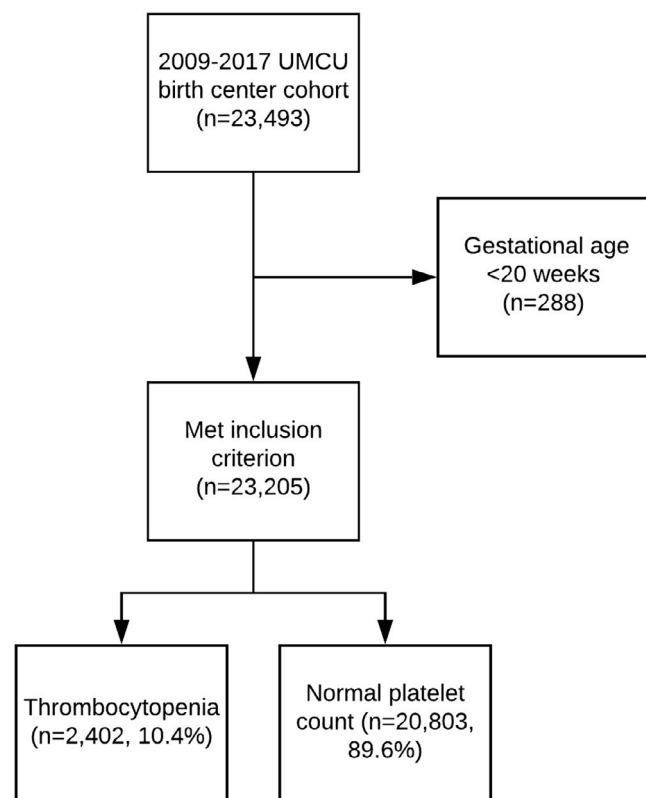 2009-2017 UMCU
birth center cohort
(n=23,493)
Gestational age
<20 weeks
(n=288)
Met inclusion
criterion
(n=23,205)
Thrombocytopenia
(n=2,402, 10.4%)
Normal platelet
count (n=20,803,
89.6%)